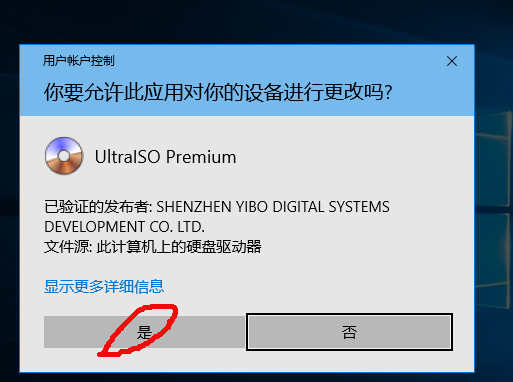 用户帐户控制
你要允许此应用对你的设备进行更改吗?
UltraISO Premium
已验证的发布者: SHENZHEN YIBO DIGITAL SYSTEMS
DEVELOPMENT CO. LTD.
文件源: 此计算机上的硬盘驱动器
显示更多详细信息
是
否